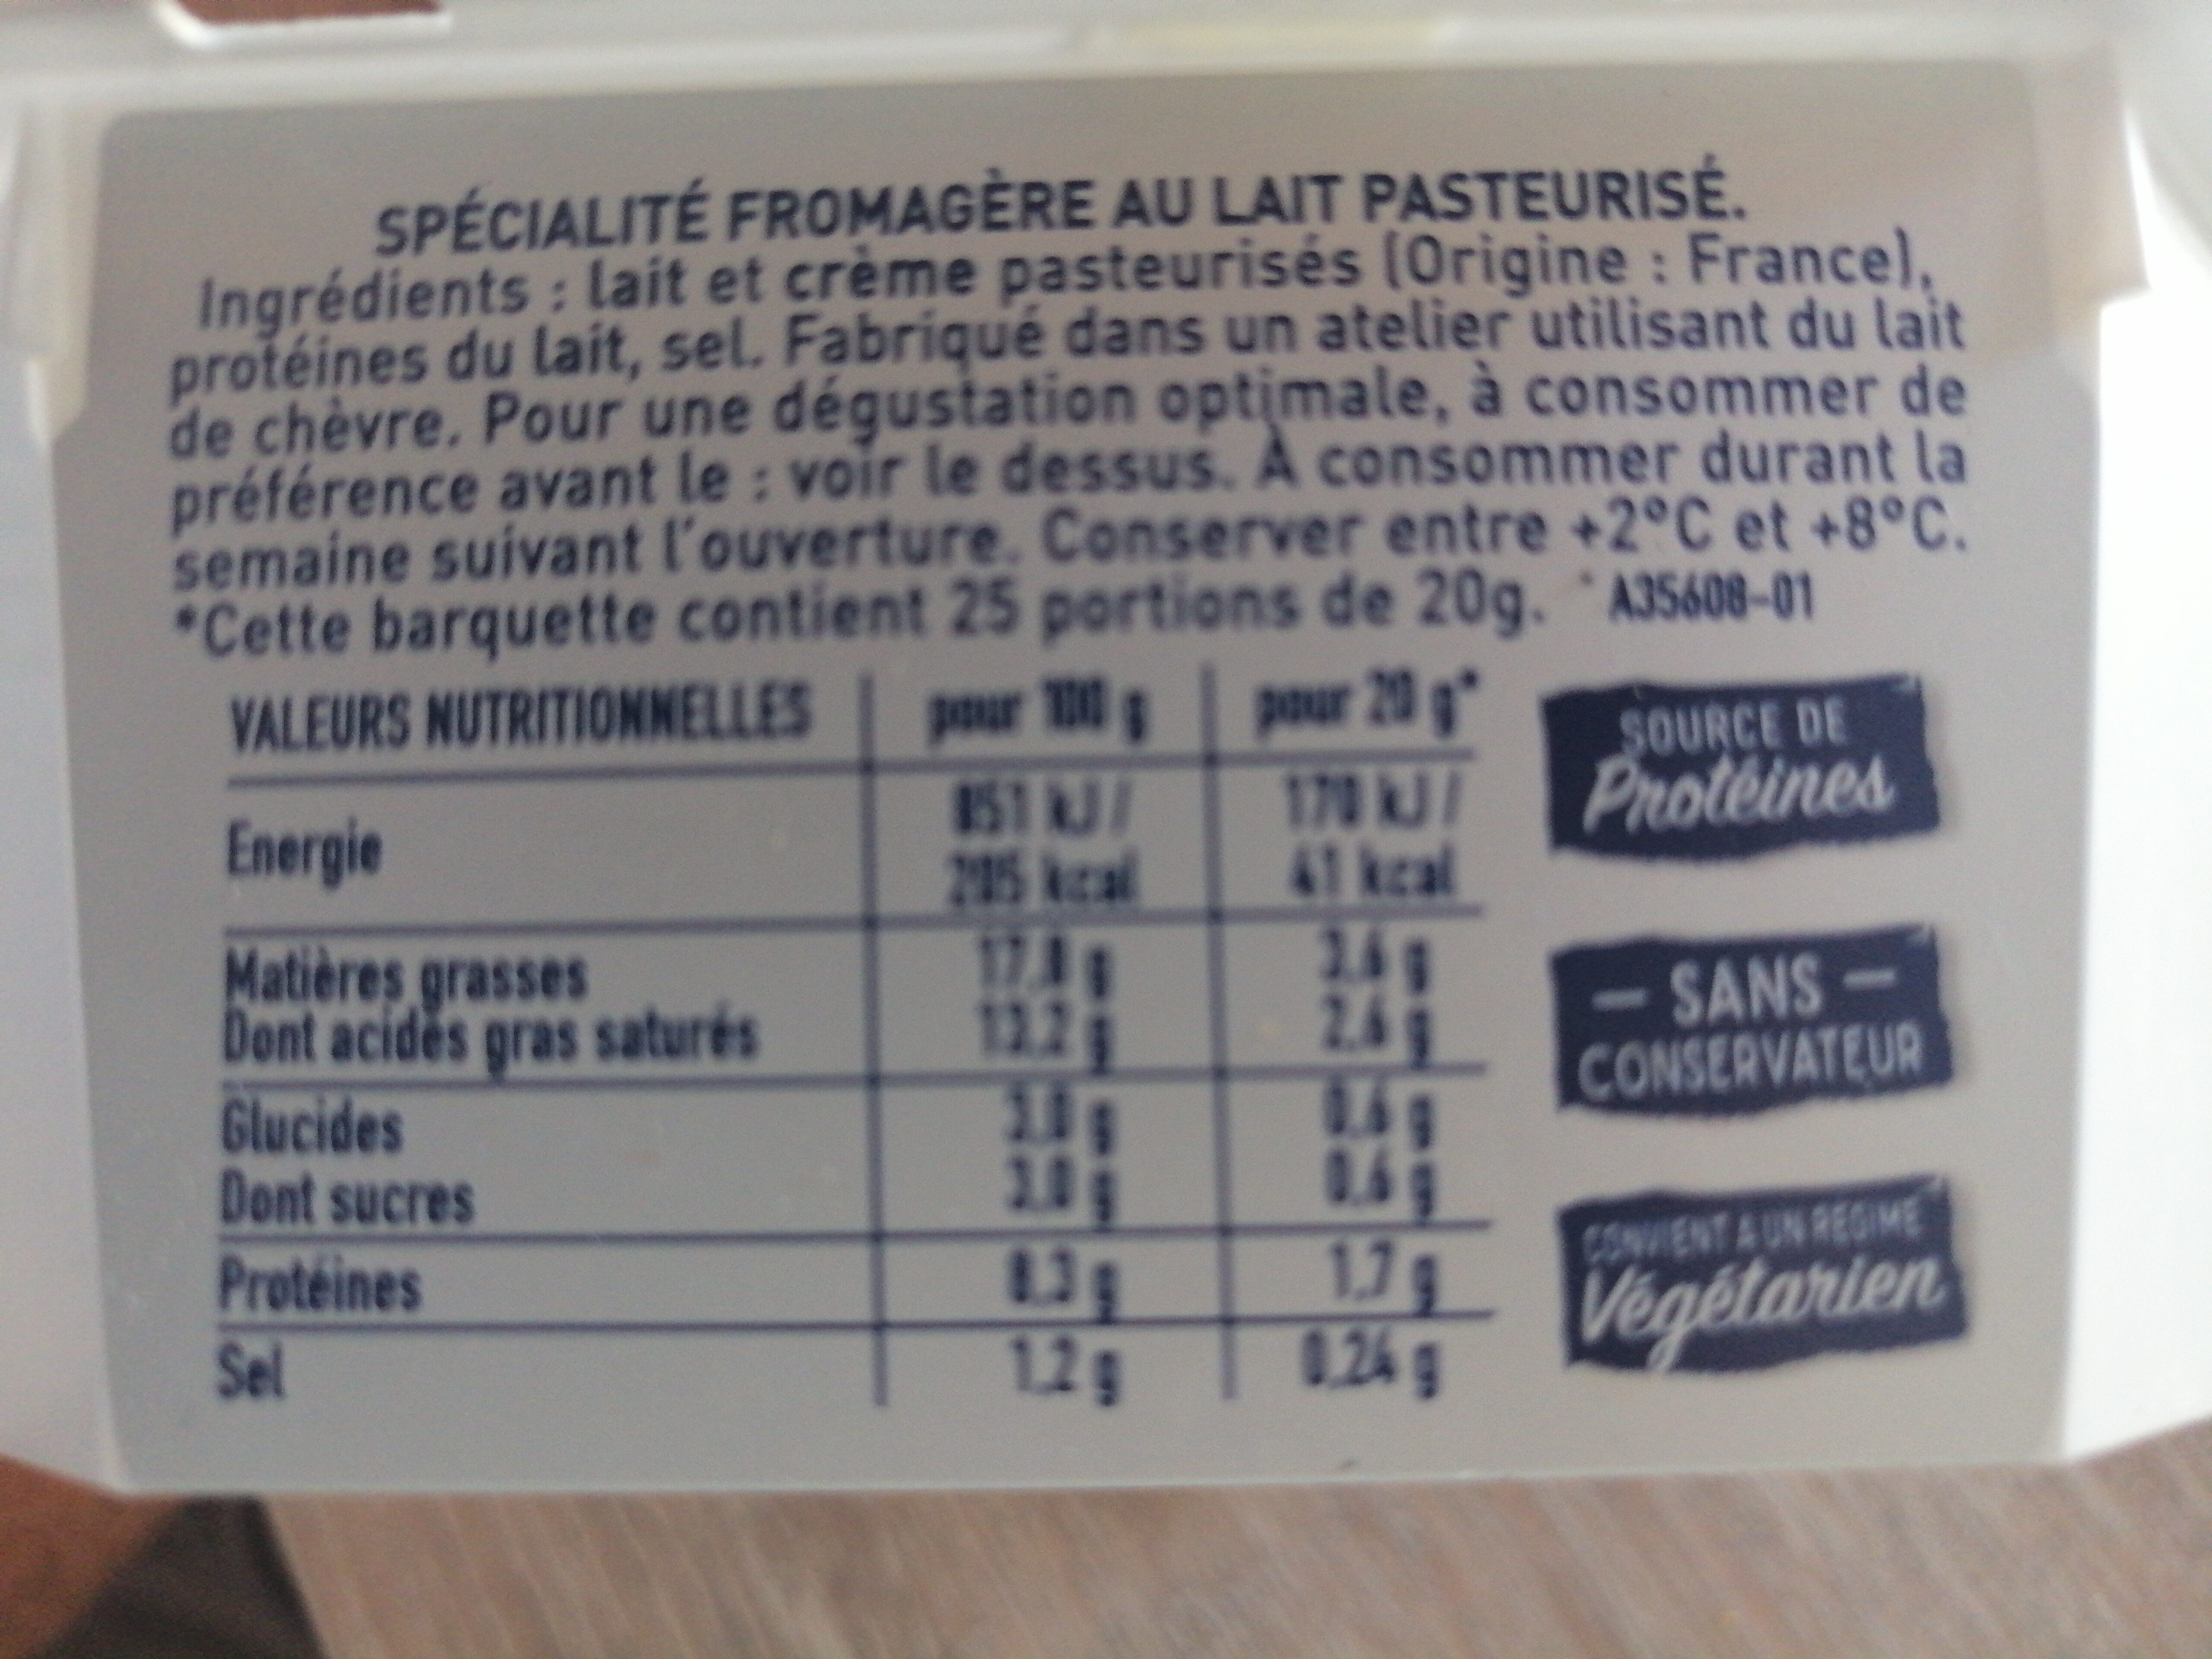 SPÉCIALITÉ FROMAGÈRE AU LAIT PASTEURISÉ.
Ingrédients : lait et crème pasteurisés (Origine : France),
protéines du lait, sel. Fabriqué dans un atelier utilisant du lait
de chèvre. Pour une dégustation optimale, à consommer de
préférence avant le : voir le dessus. À consommer durant la
semaine suivant l'ouverture. Conserver entre +2°C et +8°C.
*Cette barquette contient 25 portions de 20g. A35608-01
VALEURS NUTRITIONNELLES pour 100 g pour 20 g*
Energie 851 kJ / 170 kJ /
205 kcal 41 kcal
Matières grasses 17,8 g 3,6 g
Dont acides gras saturés 13,2 g 2,6 g
Glucides 3,0 g 0,6 g
Dont sucres 3,0 g 0,6 g
Protéines 8,3 g 1,7 g
Sel 1,2 g 0,24 g
SOURCE DE
Protéines
— SANS —
CONSERVATEUR
CONVIENT À UN RÉGIME
Végétarien